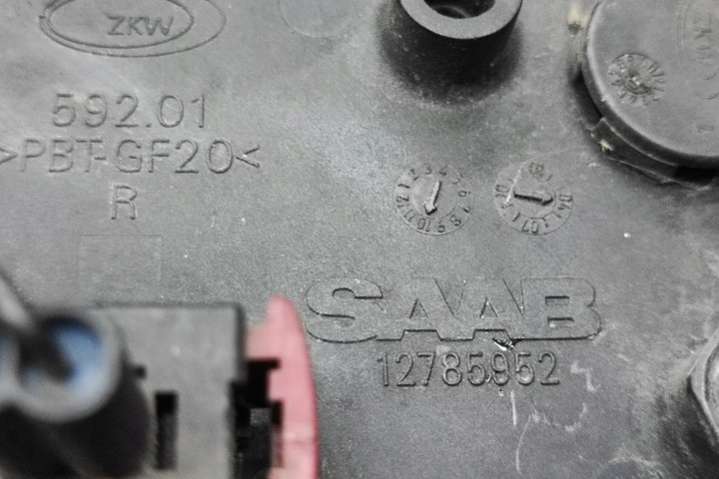 ZKW
592.01
>PBT-GF20<
R
SAAB
12785952